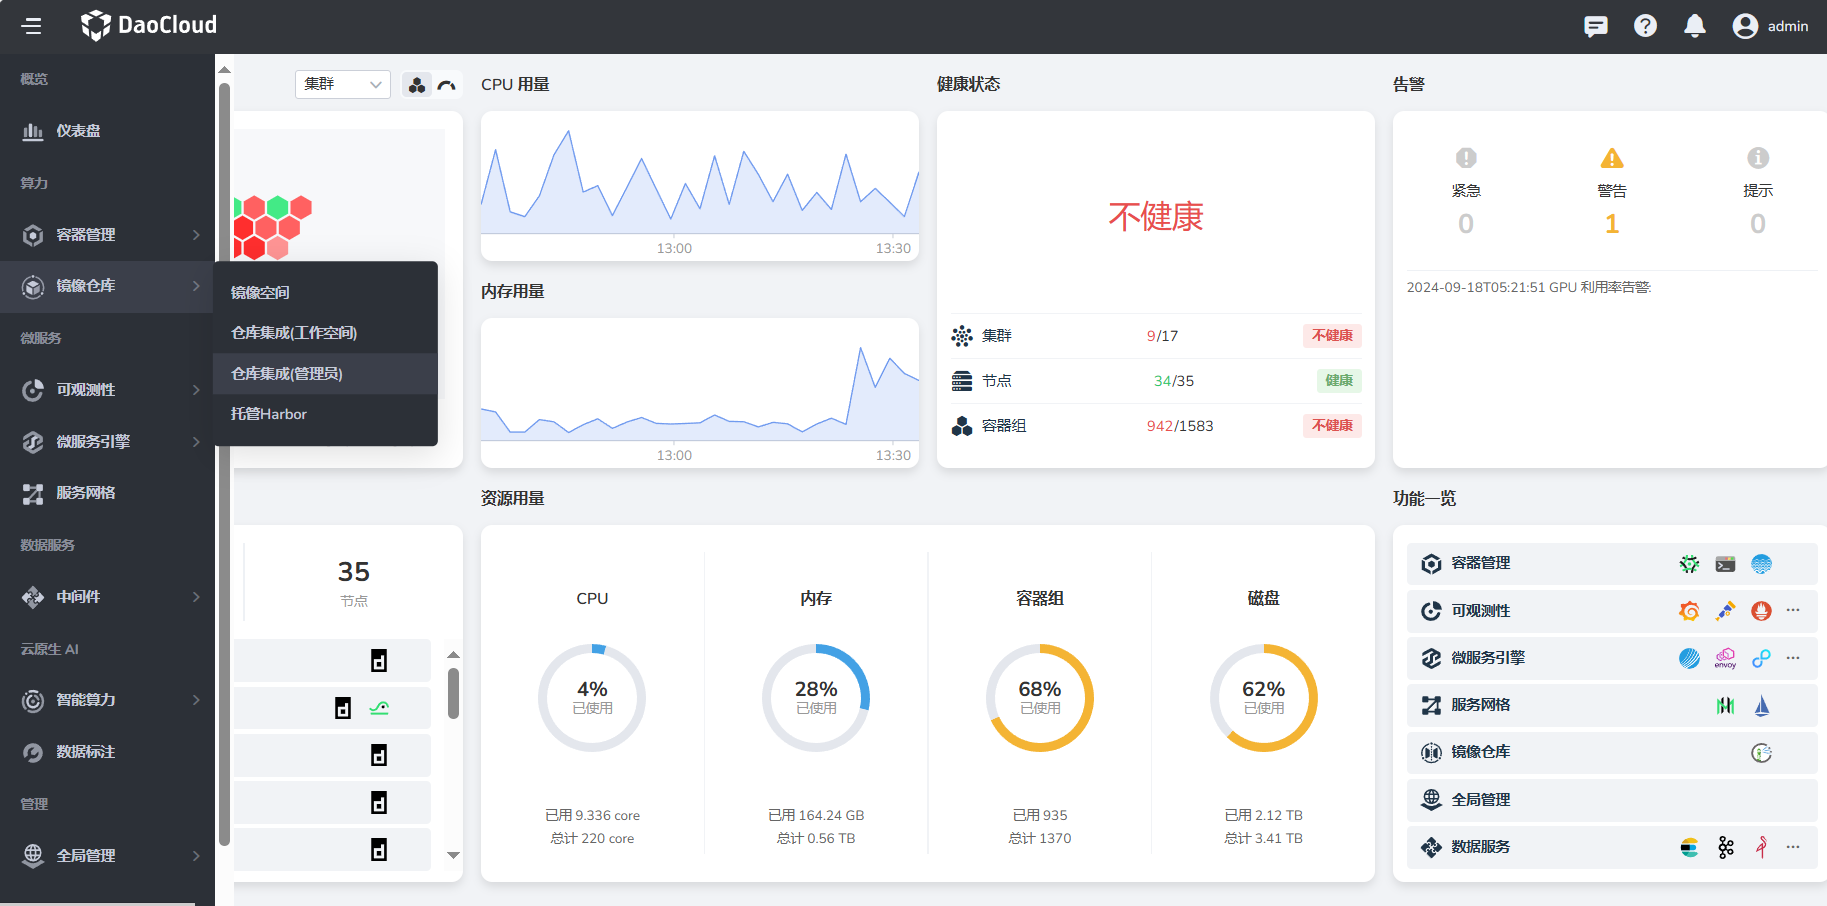 DaoCloud
admin
概览
仪表盘
算力
容器管理
镜像仓库
微服务
可观测性
微服务引擎
服务网格
数据服务
中间件
云原生 AI
智能算力
数据标注
管理
全局管理
镜像空间
仓库集成(工作空间)
仓库集成(管理员)
托管Harbor
集群
CPU 用量
13:00
13:30
内存用量
13:00
13:30
健康状态
不健康
集群
9/17
不健康
节点
34/35
健康
容器组
942/1583
不健康
告警
紧急
0
警告
1
提示
0
2024-09-18T05:21:51 GPU 利用率告警.
35
节点
资源用量
CPU
4%
已使用
已用 9.336 core
总计 220 core
内存
28%
已使用
已用 164.24 GB
总计 0.56 TB
容器组
68%
已使用
已用 935
总计 1370
磁盘
62%
已使用
已用 2.12 TB
总计 3.41 TB
功能一览
容器管理
可观测性
微服务引擎
envoy
服务网格
镜像仓库
全局管理
数据服务